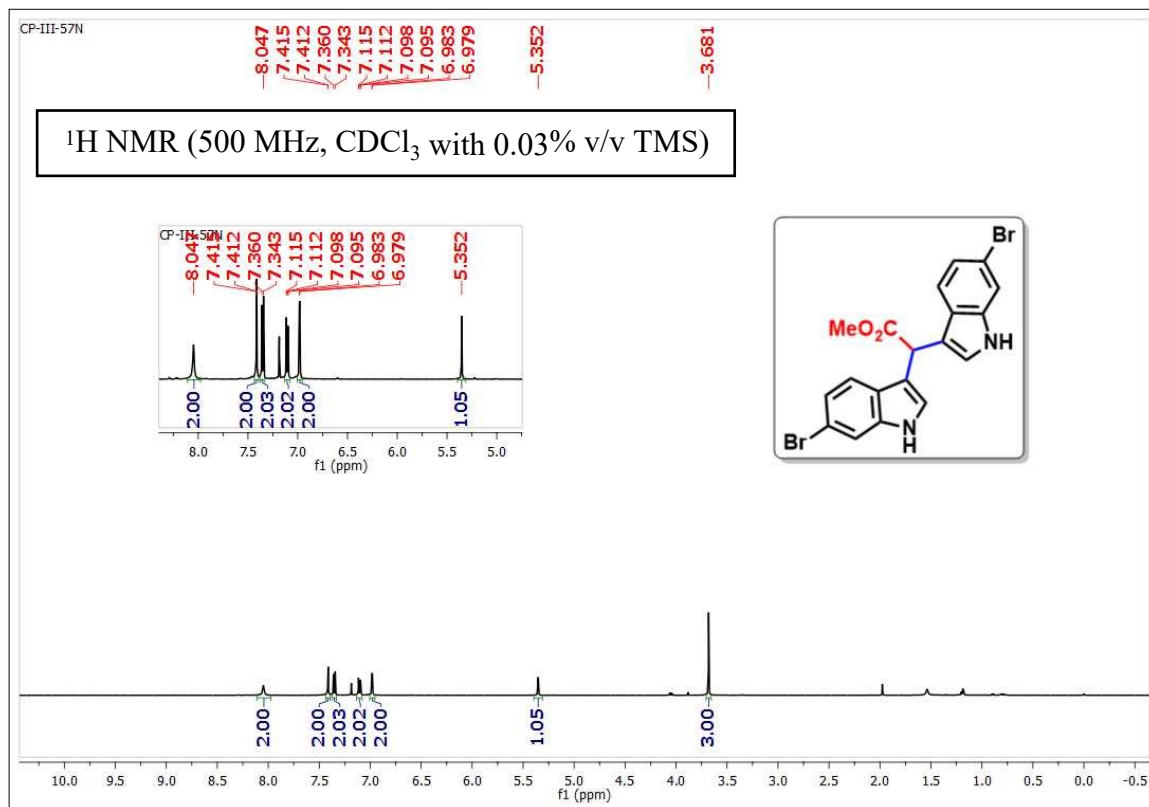 CP-III-57N
8.047
7.415
7.412
7.360
7.343
7.115
7.112
7.098
7.095
6.983
6.979
5.352
3.681
¹H NMR (500 MHz, CDCl₃ with 0.03% v/v TMS)
CP-III-57N
8.047
7.415
7.412
7.360
7.343
7.115
7.112
7.098
7.095
6.983
6.979
5.352
2.00
2.00
2.03
2.02
2.00
1.05
8.0 7.5 7.0 6.5 6.0 5.5 5.0
f1 (ppm)
Br
MeO₂C
NH
Br
N
H
2.00
2.00
2.03
2.02
2.00
1.05
3.00
10.0 9.5 9.0 8.5 8.0 7.5 7.0 6.5 6.0 5.5 5.0 4.5 4.0 3.5 3.0 2.5 2.0 1.5 1.0 0.5 0.0 -0.5
f1 (ppm)